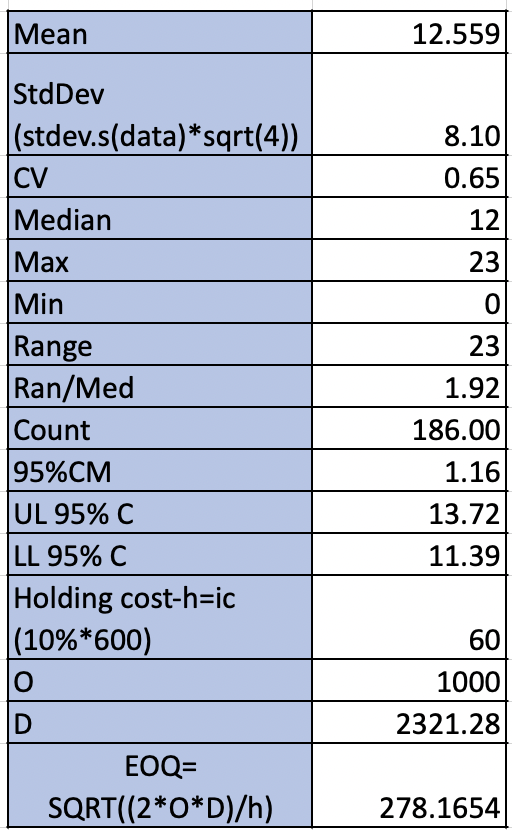 Mean 12.559
StdDev
(stdev.s(data)*sqrt(4)) 8.10
CV 0.65
Median 12
Max 23
Min 0
Range 23
Ran/Med 1.92
Count 186.00
95%CM 1.16
UL 95% C 13.72
LL 95% C 11.39
Holding cost-h=ic
(10%*600) 60
O 1000
D 2321.28
EOQ=
SQRT((2*O*D)/h) 278.1654